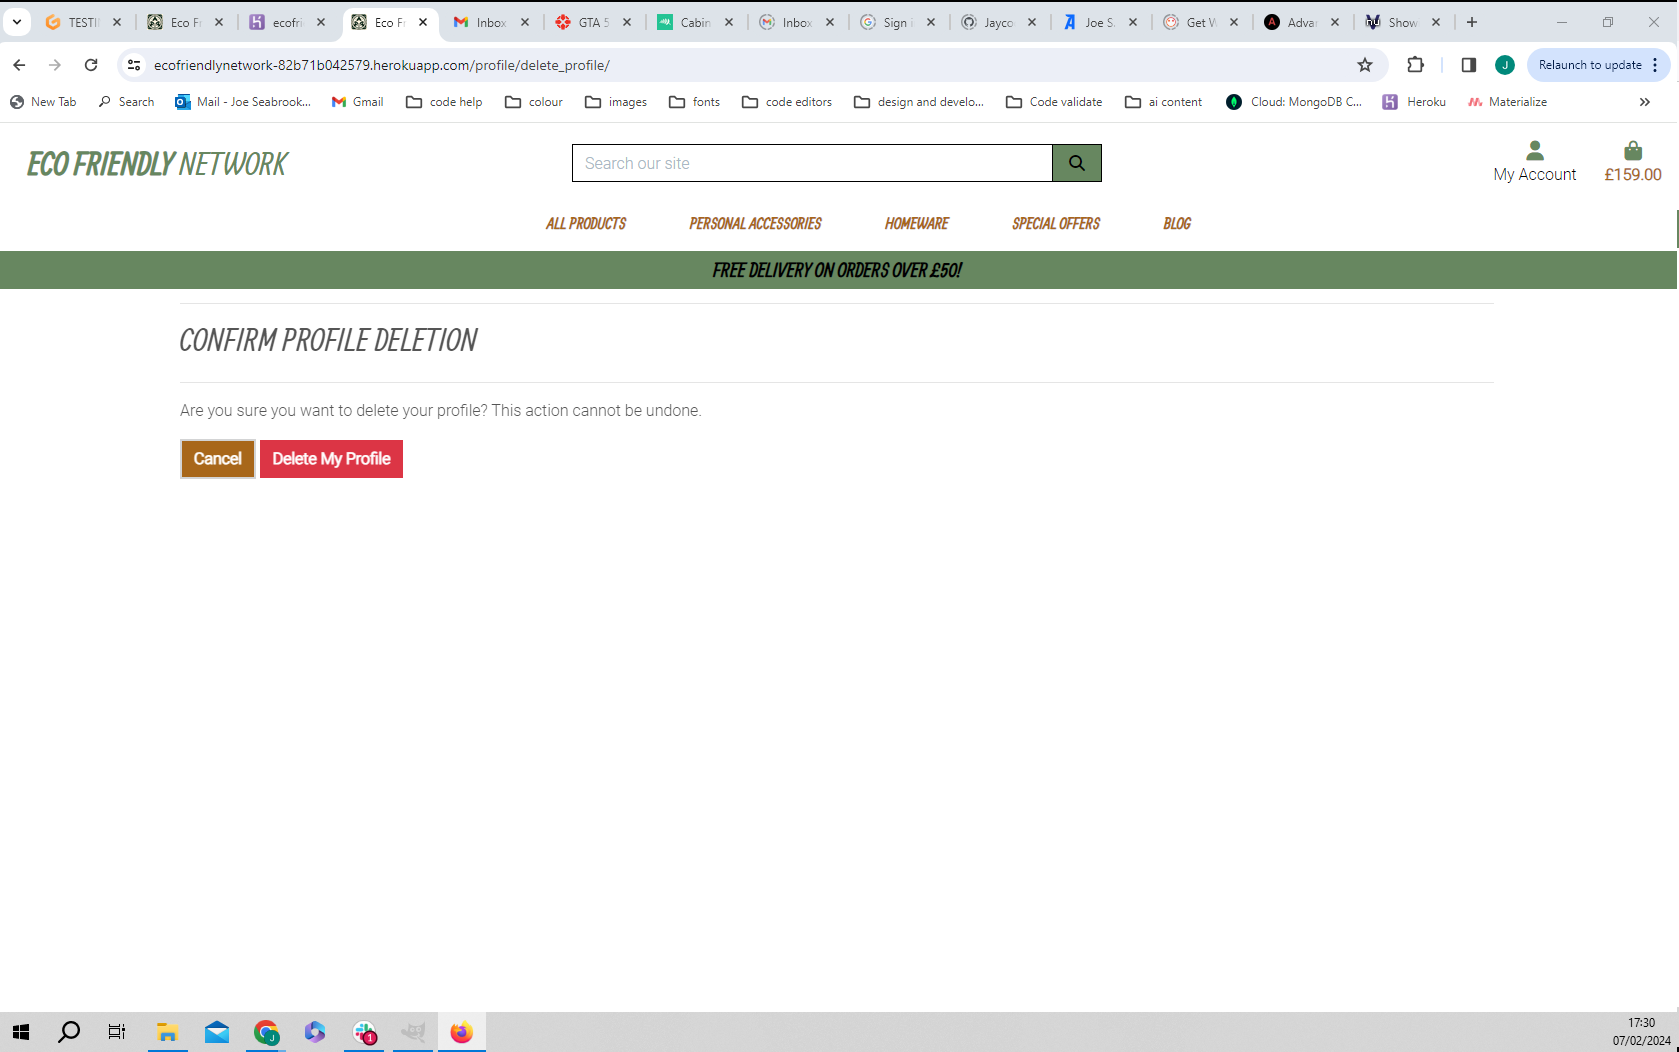 TESTI
Eco Fr
ecofri
Eco Fr
Inbox
GTA 5
Cabin
Inbox
Sign i
Jayco
Joe S
Get W
Advar
Show
ecofriendlynetwork-82b71b042579.herokuapp.com/profile/delete_profile/
J
Relaunch to update
New Tab
Search
Mail - Joe Seabrook...
Gmail
code help
colour
images
fonts
code editors
design and develo...
Code validate
ai content
Cloud: MongoDB C...
Heroku
Materialize
ECO FRIENDLY NETWORK
Search our site
My Account
£159.00
ALL PRODUCTS
PERSONAL ACCESSORIES
HOMEWARE
SPECIAL OFFERS
BLOG
FREE DELIVERY ON ORDERS OVER £50!
CONFIRM PROFILE DELETION
Are you sure you want to delete your profile? This action cannot be undone.
Cancel
Delete My Profile
17:30
07/02/2024